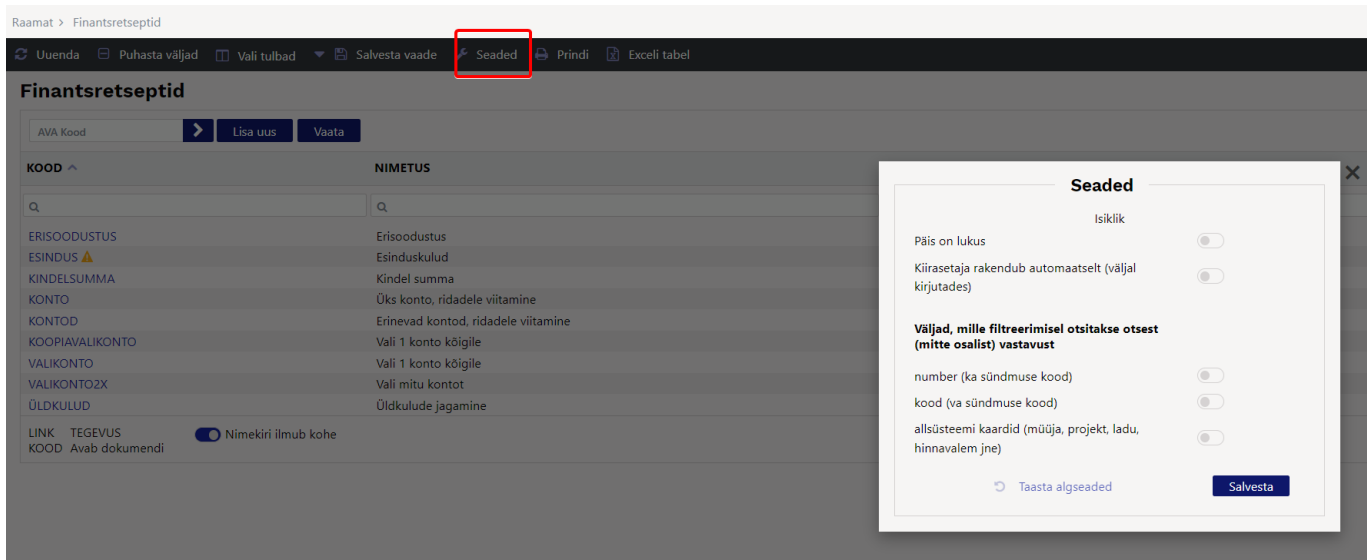 Raamat > Finantsretseptid
Uuenda Puhasta väljad Vali tulbad Salvesta vaade Seaded Prindi Exceli tabel
Finantsretseptid
AVA Kood Lisa uus Vaata
KOOD NIMETUS
ERISOODUSTUS Erisoodustus
ESINDUS Esinduskulud
KINDELSUMMA Kindel summa
KONTO Üks konto, ridadele viitamine
KONTOD Erinevad kontod, ridadele viitamine
KOOPIAVALIKONTO Vali 1 konto kõigile
VALIKONTO Vali 1 konto kõigile
VALIKONTO2X Vali mitu kontot
ÜLDKULUD Üldkulude jagamine
LINK TEGEVUS Nimekiri ilmub kohe
KOOD Avab dokumendi
Seaded
Isiklik
Päis on lukus
Kiirasetaja rakendub automaatselt (väljal
kirjutades)
Väljad, mille filtreerimisel otsitakse otsest
(mitte osalist) vastavust
number (ka sündmuse kood)
kood (va sündmuse kood)
allsüsteemi kaardid (müüja, projekt, ladu,
hinnavalem jne)
Taasta algseaded Salvesta